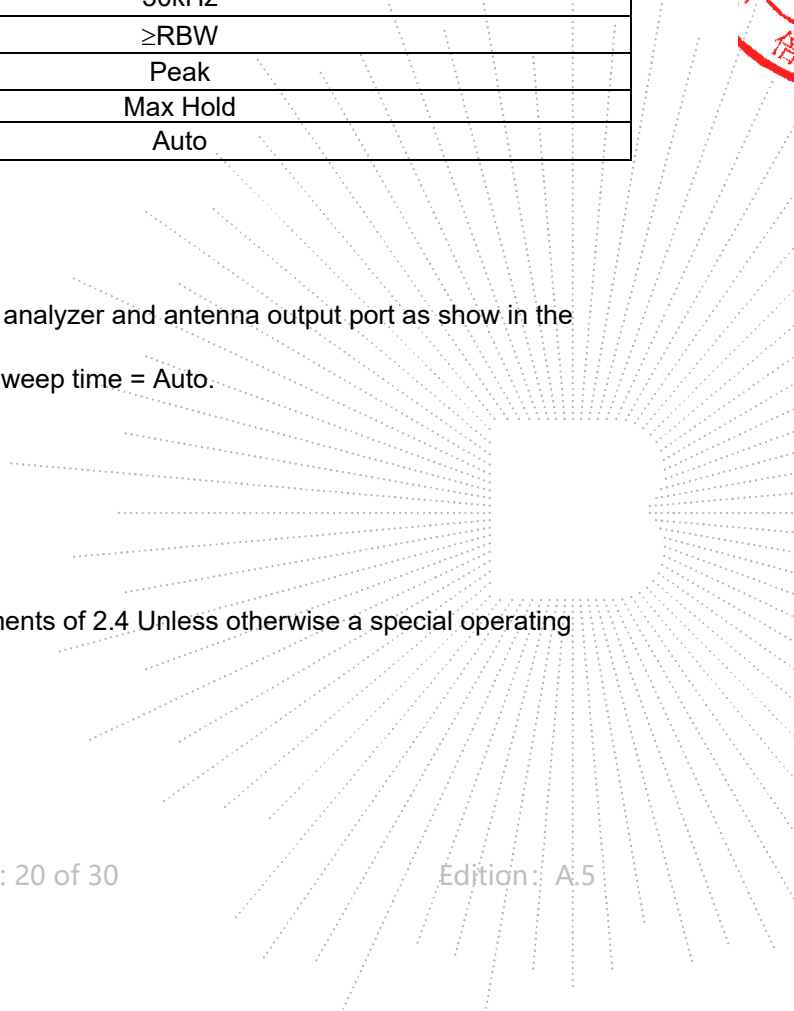 ≥RBW
Peak
Max Hold
Auto
analyzer and antenna output port as show in the
weep time = Auto.
ents of 2.4 Unless otherwise a special operating
: 20 of 30 Edition: A.5